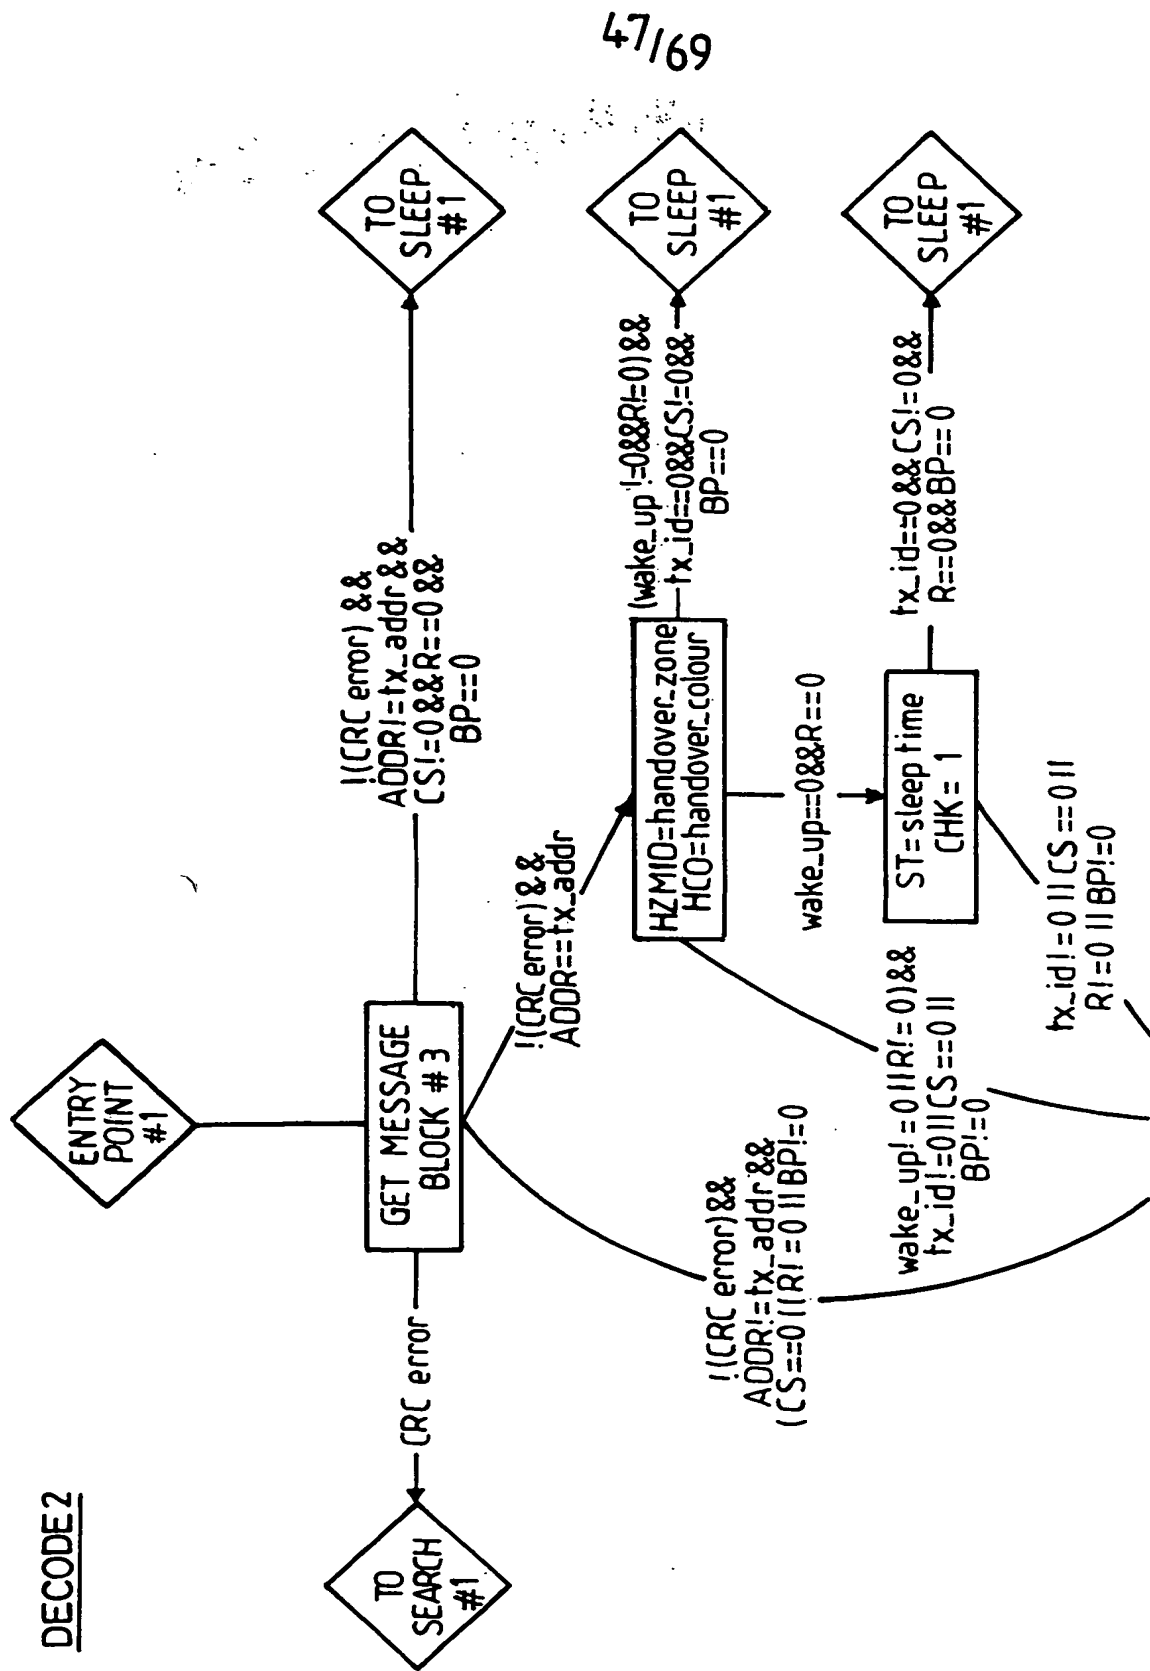 47/69
DECODE2
ENTRY
POINT
#1
GET MESSAGE
BLOCK #3
CRC error
TO
SEARCH
#1
!(CRC error) &&
ADDR!=tx_addr &&
CS!=0&&R==0&&
BP==0
TO
SLEEP
#1
!(CRC error)&&
ADDR==tx_addr
HZMID=handover_zone
HCO=handover_colour
(wake_up!=0&&R!=0)&&
tx_id==0&&CS!=0&&
BP==0
TO
SLEEP
#1
wake_up==0&&R==0
ST=sleep time
CHK=1
tx_id==0&&CS!=0&&
R==0&&BP==0
TO
SLEEP
#1
!(CRC error)&&
ADDR!=tx_addr&&
(CS==0||(R!=0||BP!=0
wake_up!=0||R!=0)&&
tx_id!=0||CS==0||
BP!=0
tx_id!=0||CS==0||
R!=0||BP!=0